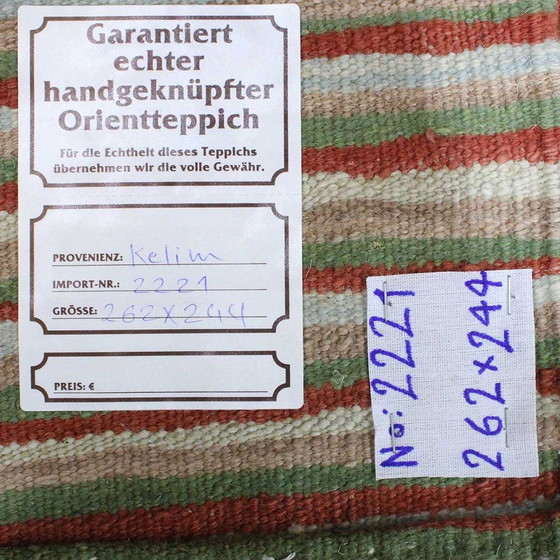 Garantiert
echter
handgeknüpfter
Orientteppich
Für die Echtheit dieses Teppichs
übernehmen wir die volle Gewähr.
PROVENIENZ: Kelim
IMPORT-NR.: 2221
GRÖSSE: 262x244
PREIS: €
No: 2221
262x244